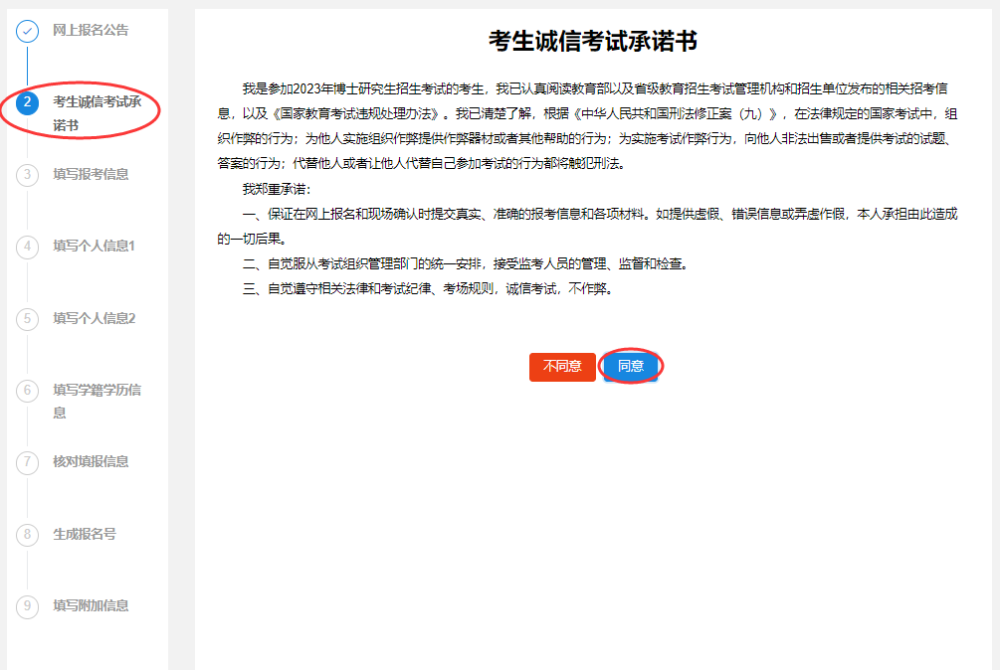 网上报名公告
2 考生诚信考试承
诺书
3 填写报考信息
4 填写个人信息1
5 填写个人信息2
6 填写学籍学历信
息
7 核对填报信息
8 生成报名号
9 填写附加信息
考生诚信考试承诺书
我是参加2023年博士研究生招生考试的考生，我已认真阅读教育部以及省级教育招生考试管理机构和招生单位发布的相关招考信
息，以及《国家教育考试违规处理办法》。我已清楚了解，根据《中华人民共和国刑法修正案（九）》，在法律规定的国家考试中，组
织作弊的行为；为他人实施组织作弊提供作弊器材或者其他帮助的行为；为实施考试作弊行为，向他人非法出售或者提供考试的试题、
答案的行为；代替他人或者让他人代替自己参加考试的行为都将触犯刑法。
我郑重承诺：
一、保证在网上报名和现场确认时提交真实、准确的报考信息和各项材料。如提供虚假、错误信息或弄虚作假，本人承担由此造成
的一切后果。
二、自觉服从考试组织管理部门的统一安排，接受监考人员的管理、监督和检查。
三、自觉遵守相关法律和考试纪律、考场规则，诚信考试，不作弊。
不同意 同意